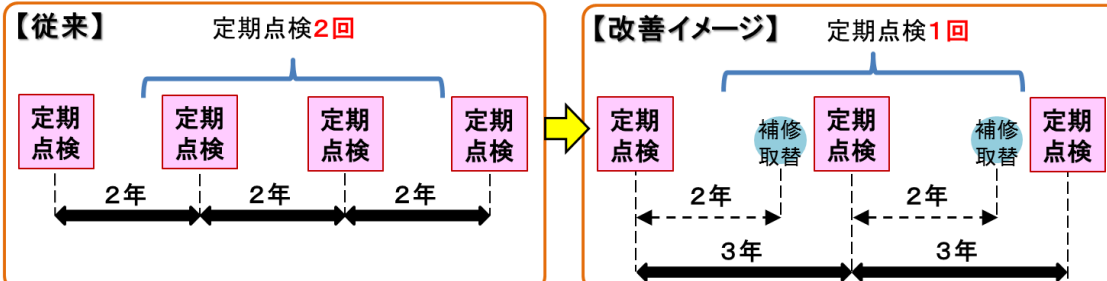 【従来】
定期点検2回
定期
点検
定期
点検
定期
点検
定期
点検
2年
2年
2年
【改善イメージ】
定期点検1回
定期
点検
補修
取替
定期
点検
補修
取替
定期
点検
2年
2年
3年
3年